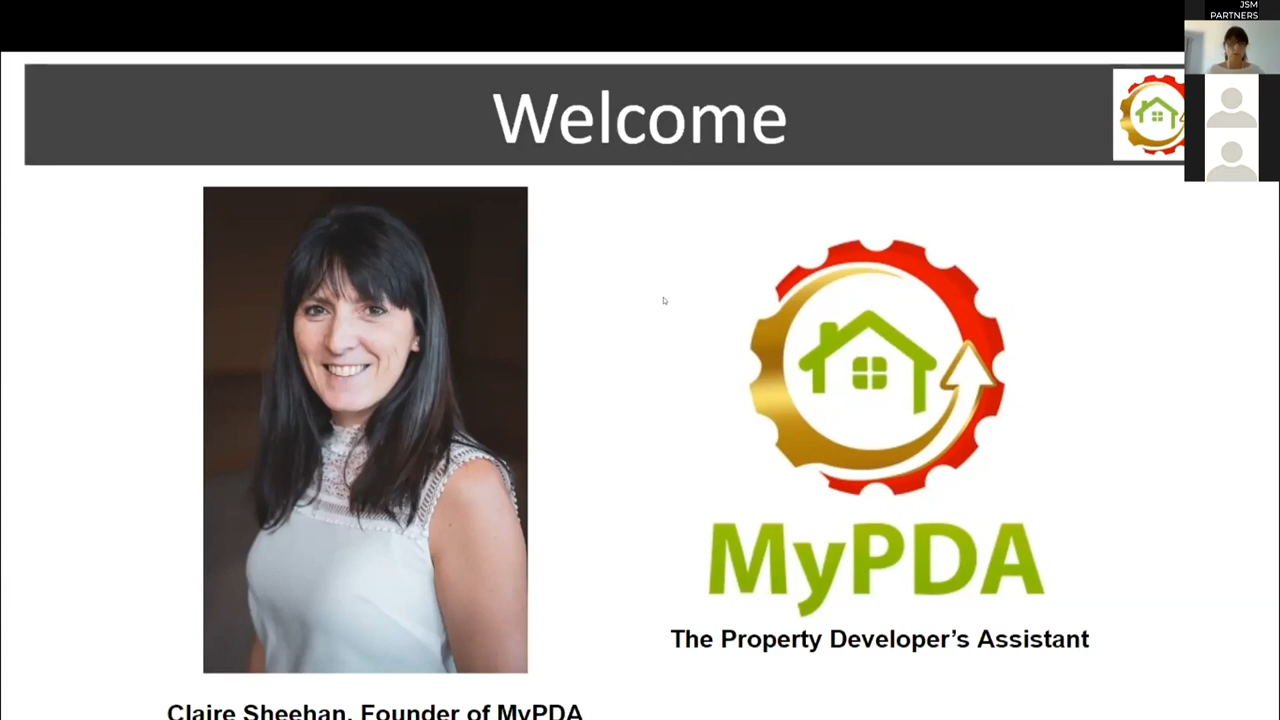 JSM
PARTNERS
Welcome
MyPDA
The Property Developer's Assistant
Claire Sheehan, Founder of MyPDA